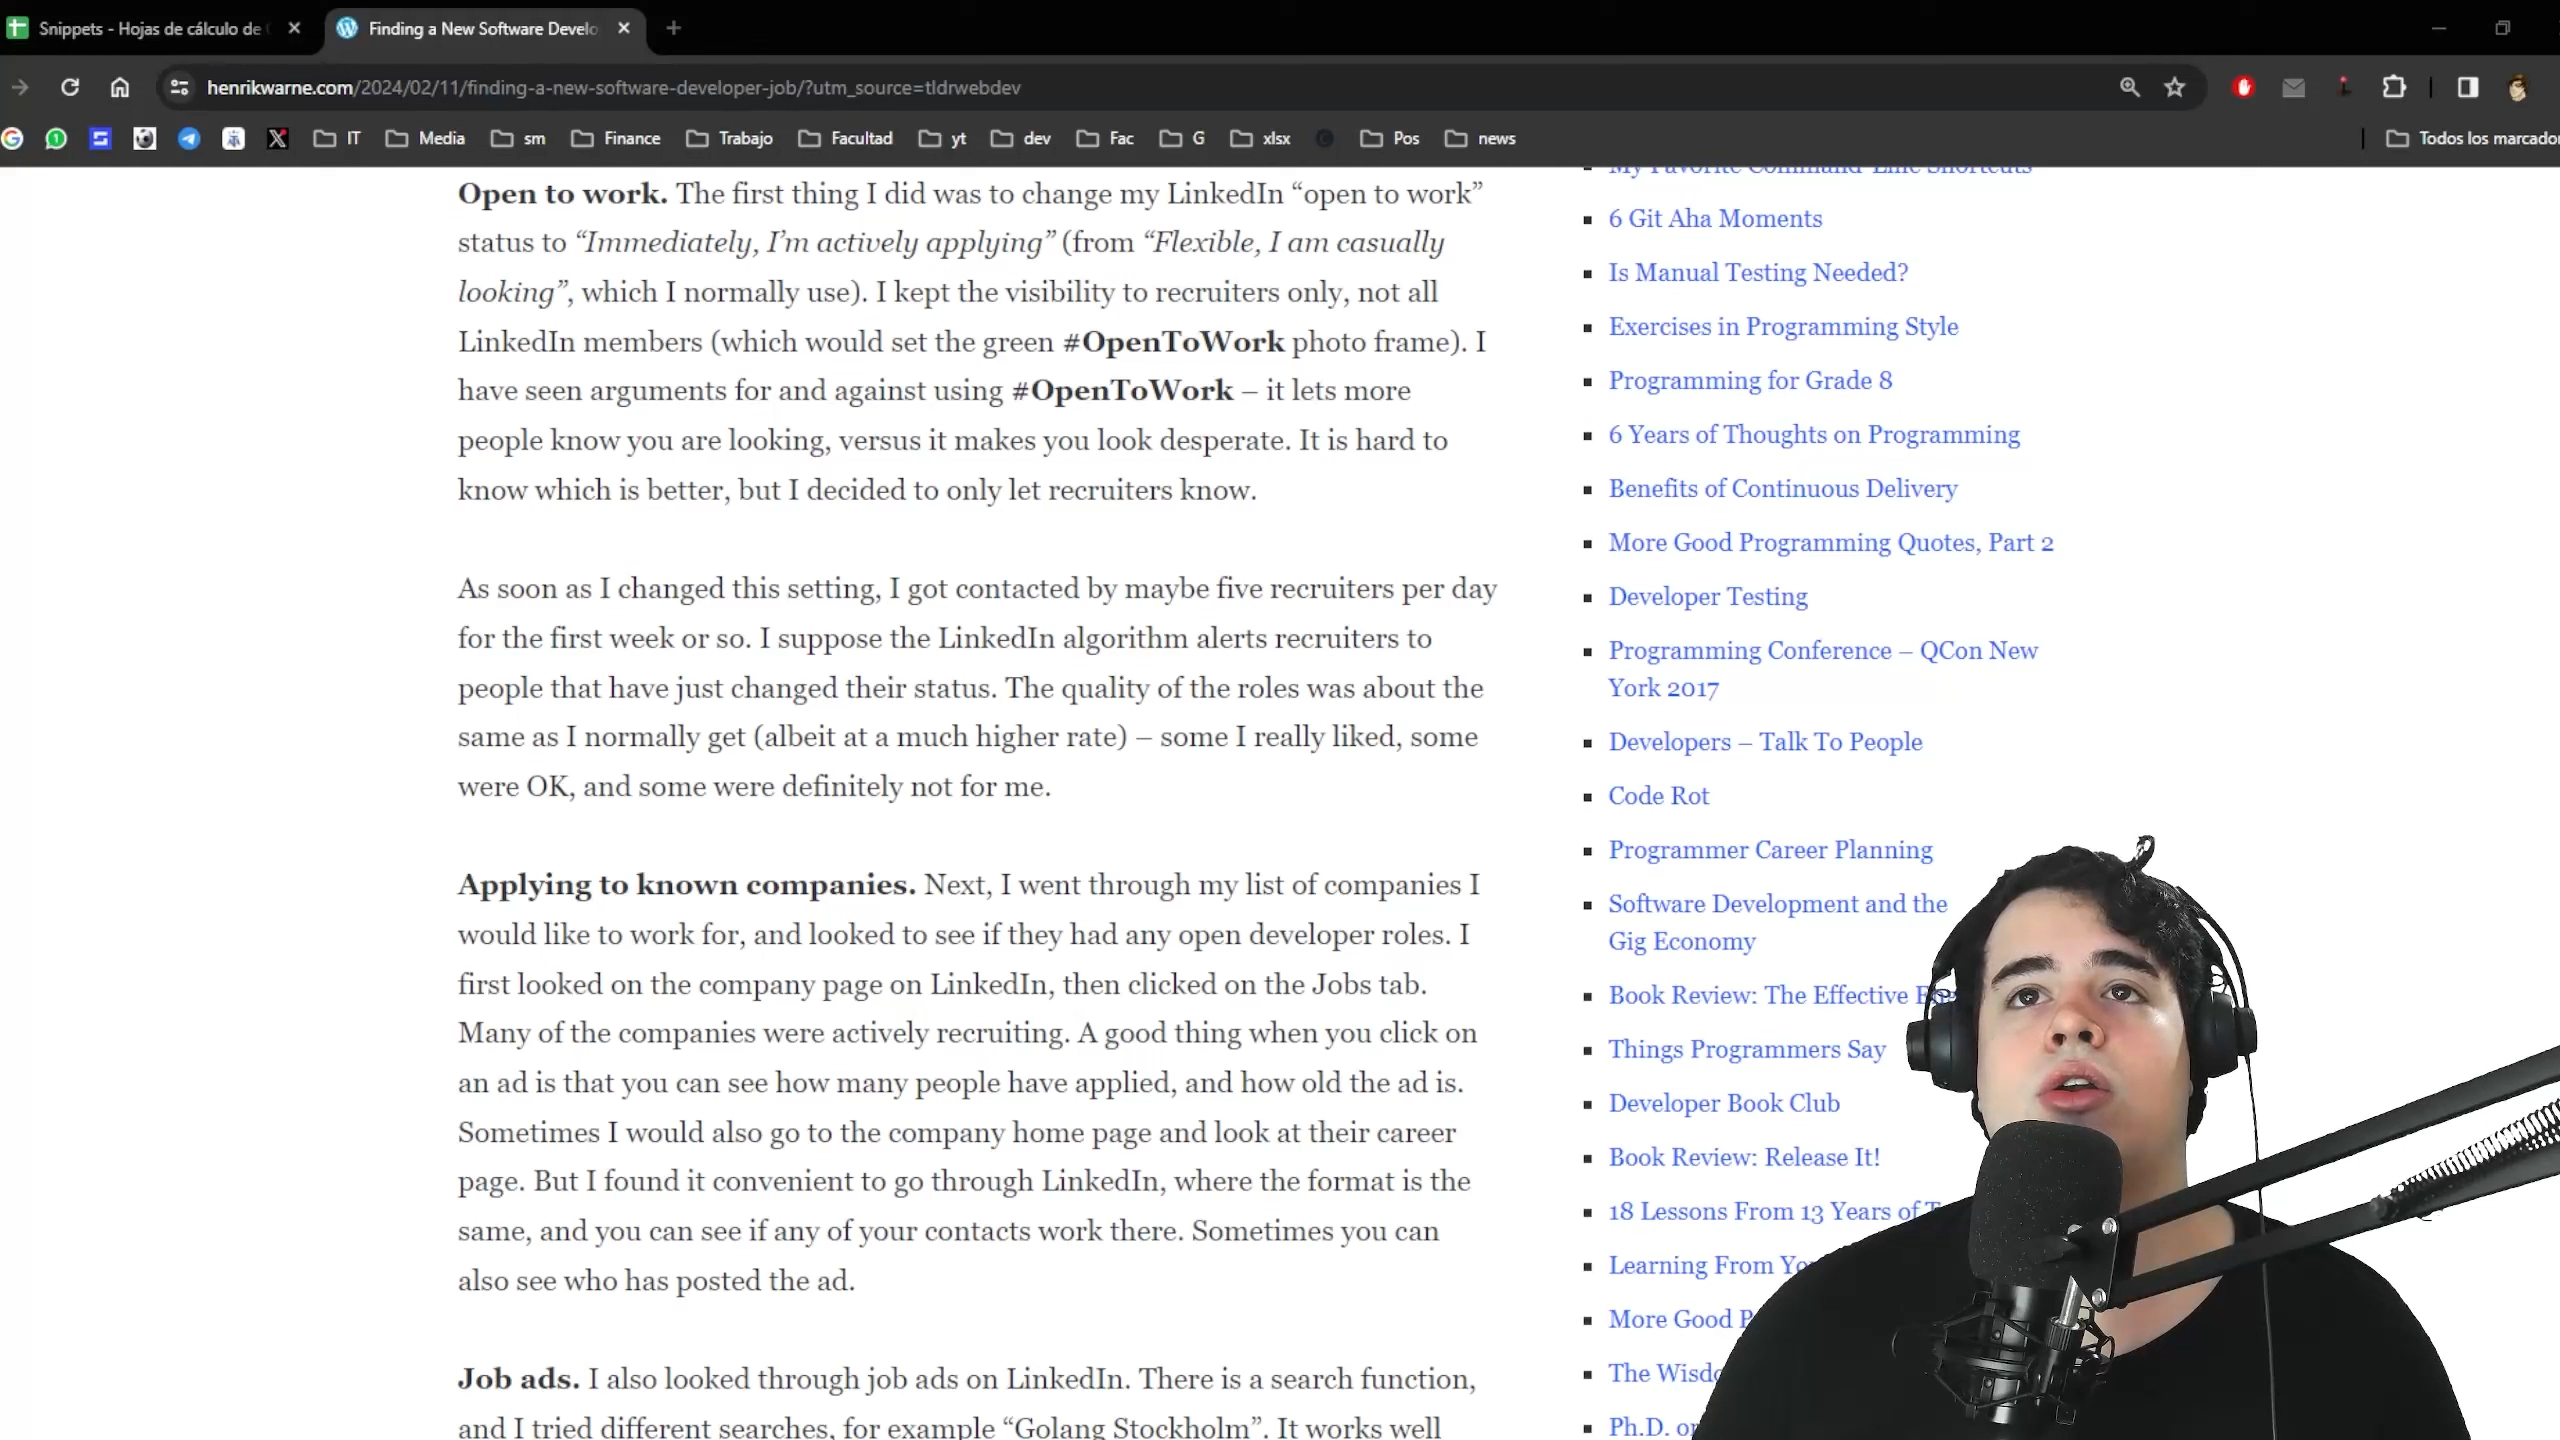 Snippets - Hojas de cálculo de
Finding a New Software Develo
henrikwarne.com/2024/02/11/finding-a-new-software-developer-job/?utm_source=tldrwebdev
IT Media sm Finance Trabajo Facultad yt dev Fac G xlsx Pos news Todos los marcado
Open to work. The first thing I did was to change my LinkedIn “open to work”
status to “Immediately, I’m actively applying” (from “Flexible, I am casually
looking”, which I normally use). I kept the visibility to recruiters only, not all
LinkedIn members (which would set the green #OpenToWork photo frame). I
have seen arguments for and against using #OpenToWork – it lets more
people know you are looking, versus it makes you look desperate. It is hard to
know which is better, but I decided to only let recruiters know.
As soon as I changed this setting, I got contacted by maybe five recruiters per day
for the first week or so. I suppose the LinkedIn algorithm alerts recruiters to
people that have just changed their status. The quality of the roles was about the
same as I normally get (albeit at a much higher rate) – some I really liked, some
were OK, and some were definitely not for me.
Applying to known companies. Next, I went through my list of companies I
would like to work for, and looked to see if they had any open developer roles. I
first looked on the company page on LinkedIn, then clicked on the Jobs tab.
Many of the companies were actively recruiting. A good thing when you click on
an ad is that you can see how many people have applied, and how old the ad is.
Sometimes I would also go to the company home page and look at their career
page. But I found it convenient to go through LinkedIn, where the format is the
same, and you can see if any of your contacts work there. Sometimes you can
also see who has posted the ad.
Job ads. I also looked through job ads on LinkedIn. There is a search function,
and I tried different searches, for example “Golang Stockholm”. It works well
My Favorite Command-Line Shortcuts
6 Git Aha Moments
Is Manual Testing Needed?
Exercises in Programming Style
Programming for Grade 8
6 Years of Thoughts on Programming
Benefits of Continuous Delivery
More Good Programming Quotes, Part 2
Developer Testing
Programming Conference – QCon New
York 2017
Developers – Talk To People
Code Rot
Programmer Career Planning
Software Development and the
Gig Economy
Book Review: The Effective
Things Programmers Say
Developer Book Club
Book Review: Release It!
18 Lessons From 13 Years of
Learning From
More Good
The
Ph.D. or